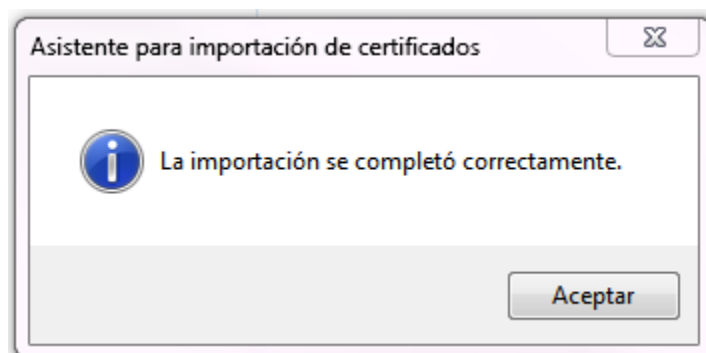 Asistente para importación de certificados
La importación se completó correctamente.
Aceptar